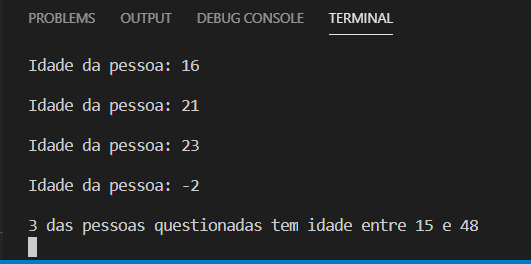 PROBLEMS OUTPUT DEBUG CONSOLE TERMINAL
Idade da pessoa: 16
Idade da pessoa: 21
Idade da pessoa: 23
Idade da pessoa: -2
3 das pessoas questionadas tem idade entre 15 e 48